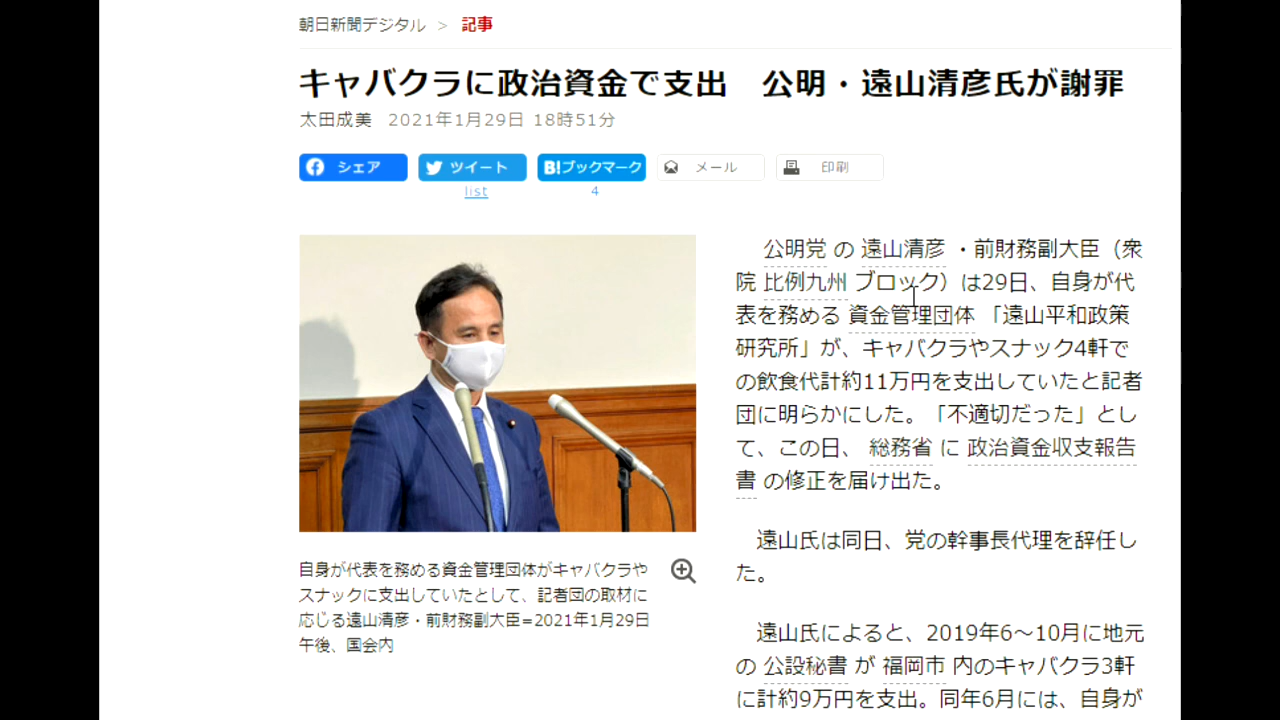 朝日新聞デジタル > 記事
キャバクラに政治資金で支出　公明・遠山清彦氏が謝罪
太田成美 2021年1月29日 18時51分
シェア ツイート B!ブックマーク メール 印刷
list 4
公明党 の 遠山清彦 ・前財務副大臣（衆
院 比例九州 ブロック）は29日、自身が代
表を務める 資金管理団体 「遠山平和政策
研究所」が、キャバクラやスナック4軒で
の飲食代計約11万円を支出していたと記者
団に明らかにした。「不適切だった」とし
て、この日、 総務省 に 政治資金収支報告
書 の修正を届け出た。
遠山氏は同日、党の幹事長代理を辞任し
た。
遠山氏によると、2019年6～10月に地元
の 公設秘書 が 福岡市 内のキャバクラ3軒
に計約9万円を支出。同年6月には、自身が
自身が代表を務める資金管理団体がキャバクラや
スナックに支出していたとして、記者団の取材に
応じる遠山清彦・前財務副大臣=2021年1月29日
午後、国会内